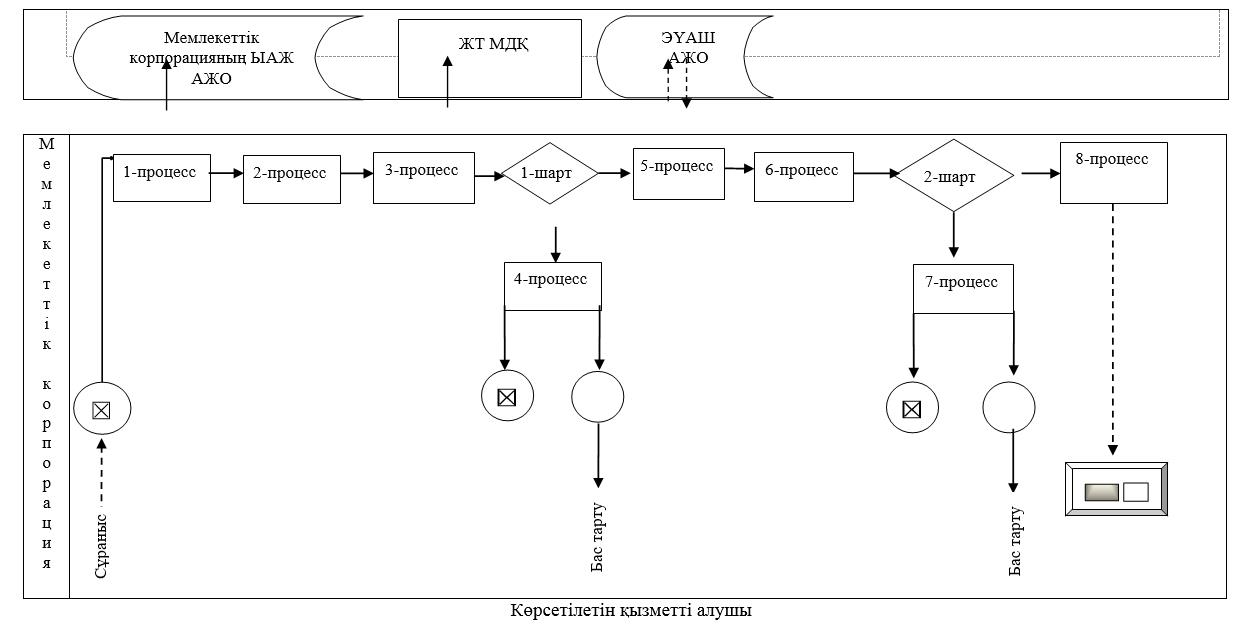 Мемлекеттік
корпорацияның ЫАЖ
АЖО
ЖТ МДҚ
ЭҮАШ
АЖО
Мемлекеттік корпорация
1-процесс
2-процесс
3-процесс
1-шарт
5-процесс
6-процесс
2-шарт
8-процесс
4-процесс
7-процесс
Сұраныс
Бас тарту
Бас тарту
Көрсетілетін қызметті алушы